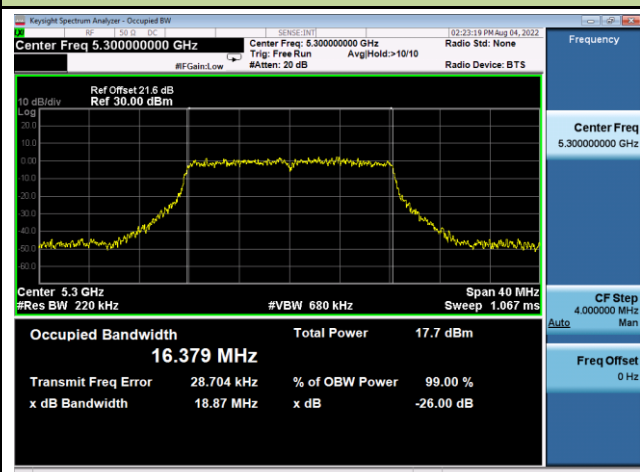 Keysight Spectrum Analyzer - Occupied BW
RF 50 Ω DC SENSE:INT 02:23:19 PM Aug 04, 2022
Center Freq 5.300000000 GHz
Center Freq: 5.300000000 GHz
Radio Std: None
Trig: Free Run Avg|Hold:>10/10
#IFGain:Low #Atten: 20 dB Radio Device: BTS
Ref Offset 21.6 dB
10 dB/div Ref 30.00 dBm
Log
20.0
10.0
0.00
-10.0
-20.0
-30.0
-40.0
-50.0
-60.0
Center 5.3 GHz Span 40 MHz
#Res BW 220 kHz #VBW 680 kHz Sweep 1.067 ms
Occupied Bandwidth Total Power 17.7 dBm
16.379 MHz
Transmit Freq Error 28.704 kHz % of OBW Power 99.00 %
x dB Bandwidth 18.87 MHz x dB -26.00 dB
Frequency
Center Freq
5.300000000 GHz
CF Step
4.000000 MHz
Auto Man
Freq Offset
0 Hz